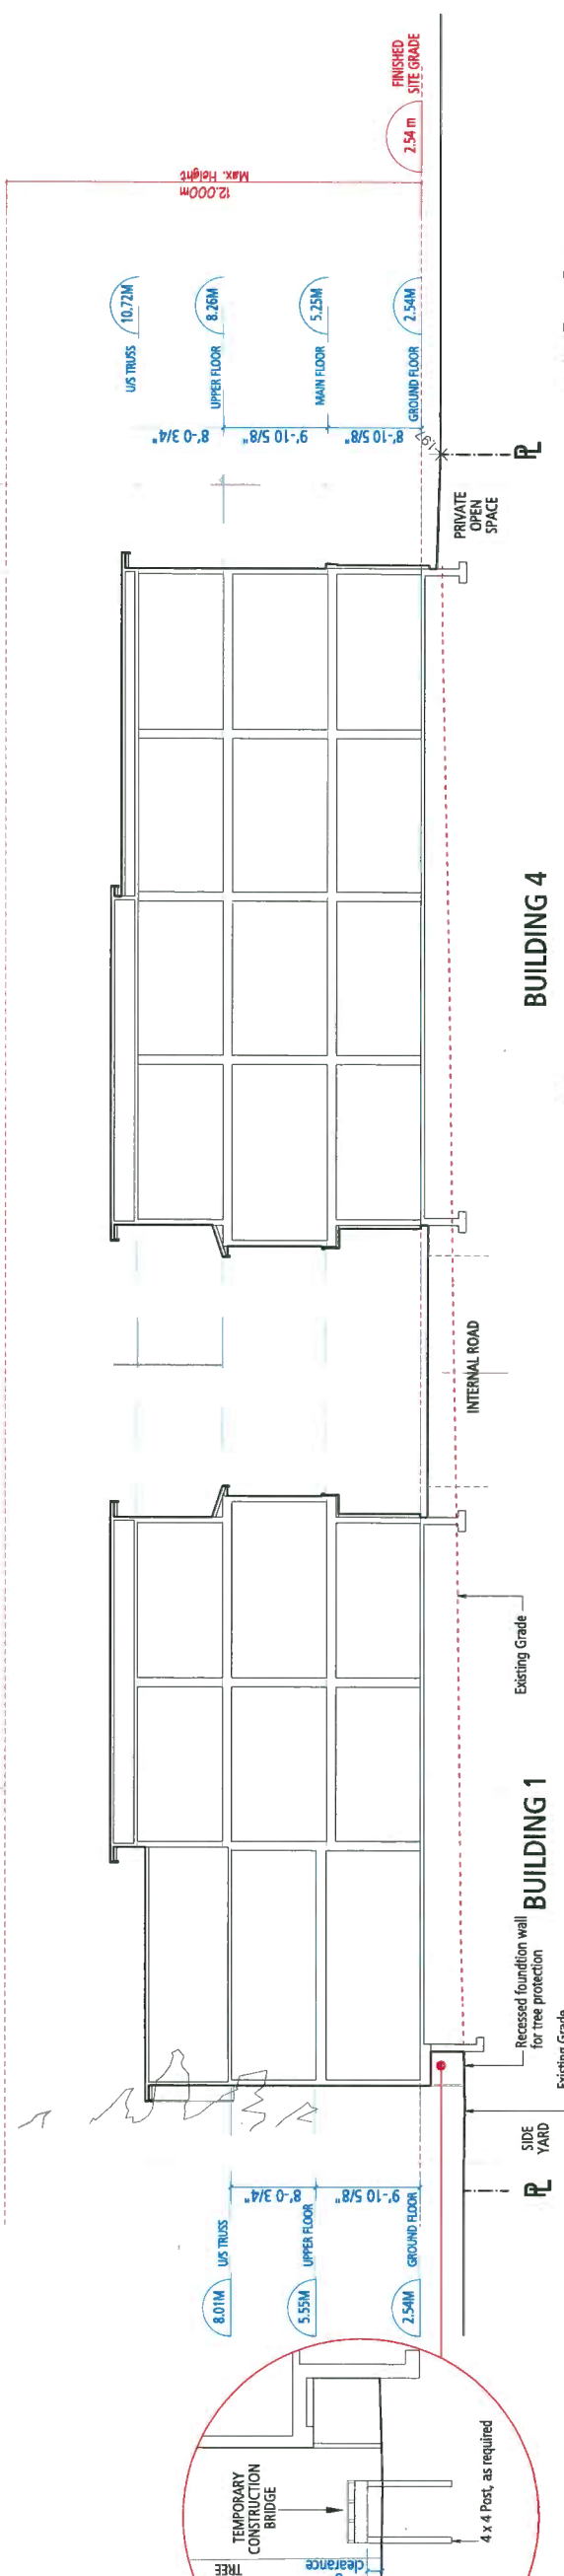 TREE
clearance
TEMPORARY
CONSTRUCTION
BRIDGE
4 x 4 Post, as required
8.01M
U/S TRUSS
5.55M
UPPER FLOOR
2.54M
GROUND FLOOR
8'-0 3/4"
9'-10 5/8"
PL
SIDE
YARD
Existing Grade
Recessed foundtion wall
for tree protection
BUILDING 1
Existing Grade
INTERNAL ROAD
BUILDING 4
PRIVATE
OPEN
SPACE
PL
1.97
8'-0 3/4"
9'-10 5/8"
8'-10 5/8"
U/S TRUSS
10.72M
UPPER FLOOR
8.26M
MAIN FLOOR
5.25M
GROUND FLOOR
2.54M
12.000m
Max. Height
2.54 m
FINISHED
SITE GRADE